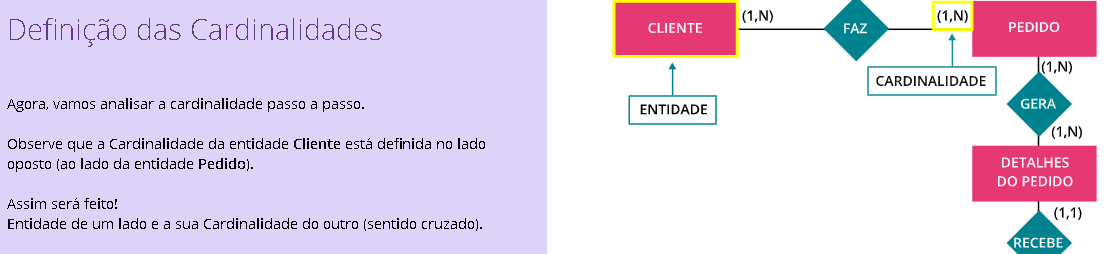 Definição das Cardinalidades
Agora, vamos analisar a cardinalidade passo a passo.
Observe que a Cardinalidade da entidade Cliente está definida no lado
oposto (ao lado da entidade Pedido).
Assim será feito!
Entidade de um lado e a sua Cardinalidade do outro (sentido cruzado).
CLIENTE
(1,N)
FAZ
(1,N)
PEDIDO
ENTIDADE
CARDINALIDADE
(1,N)
GERA
(1,N)
DETALHES
DO PEDIDO
(1,1)
RECEBE